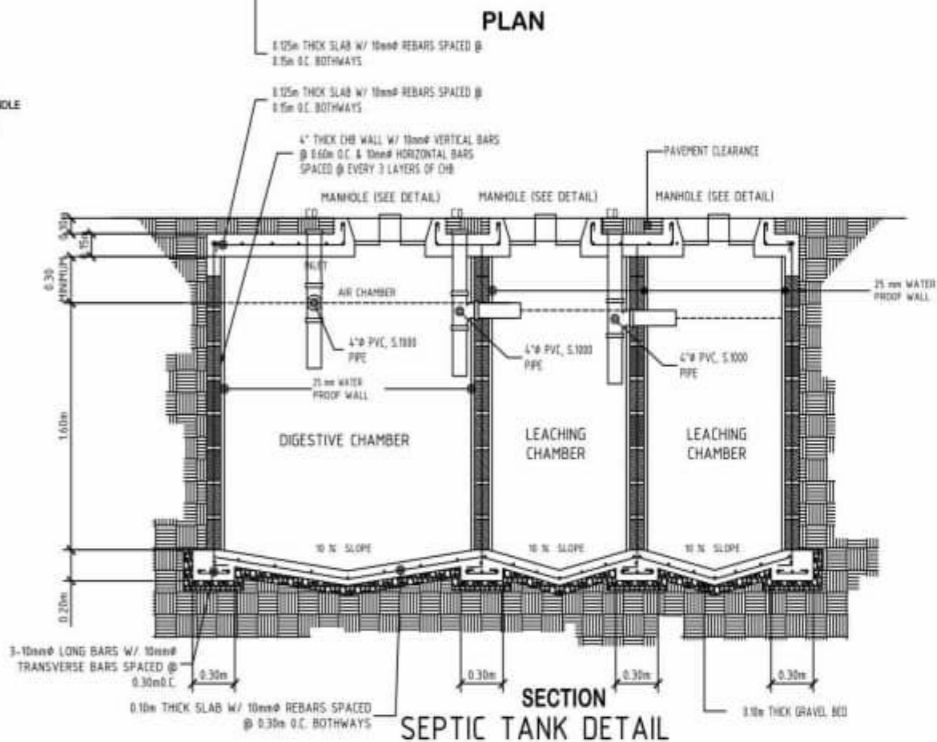 PLAN
0.125m THICK SLAB W/ 10mmø REBARS SPACED @
0.15m O.C. BOTHWAYS
0.125m THICK SLAB W/ 10mmø REBARS SPACED @
0.15m O.C. BOTHWAYS
4" THICK CHB WALL W/ 10mmø VERTICAL BARS
@ 0.60m O.C. & 10mmø HORIZONTAL BARS
SPACED @ EVERY 3 LAYERS OF CHB
PAVEMENT CLEARANCE
MANHOLE (SEE DETAIL)
MANHOLE (SEE DETAIL)
MANHOLE (SEE DETAIL)
0.15m
0.30
MINIMUM
INLET
AIR CHAMBER
25 mm WATER
PROOF WALL
4"ø PVC, S.1000
PIPE
4"ø PVC, S.1000
PIPE
4"ø PVC, S.1000
PIPE
25 mm WATER
PROOF WALL
1.60m
DIGESTIVE CHAMBER
LEACHING
CHAMBER
LEACHING
CHAMBER
10 % SLOPE
10 % SLOPE
10 % SLOPE
0.20m
3-10mmø LONG BARS W/ 10mmø
TRANSVERSE BARS SPACED @
0.30m O.C.
0.30m
0.30m
0.30m
0.30m
0.10m THICK SLAB W/ 10mmø REBARS SPACED
@ 0.30m O.C. BOTHWAYS
0.10m THICK GRAVEL BED
SECTION
SEPTIC TANK DETAIL